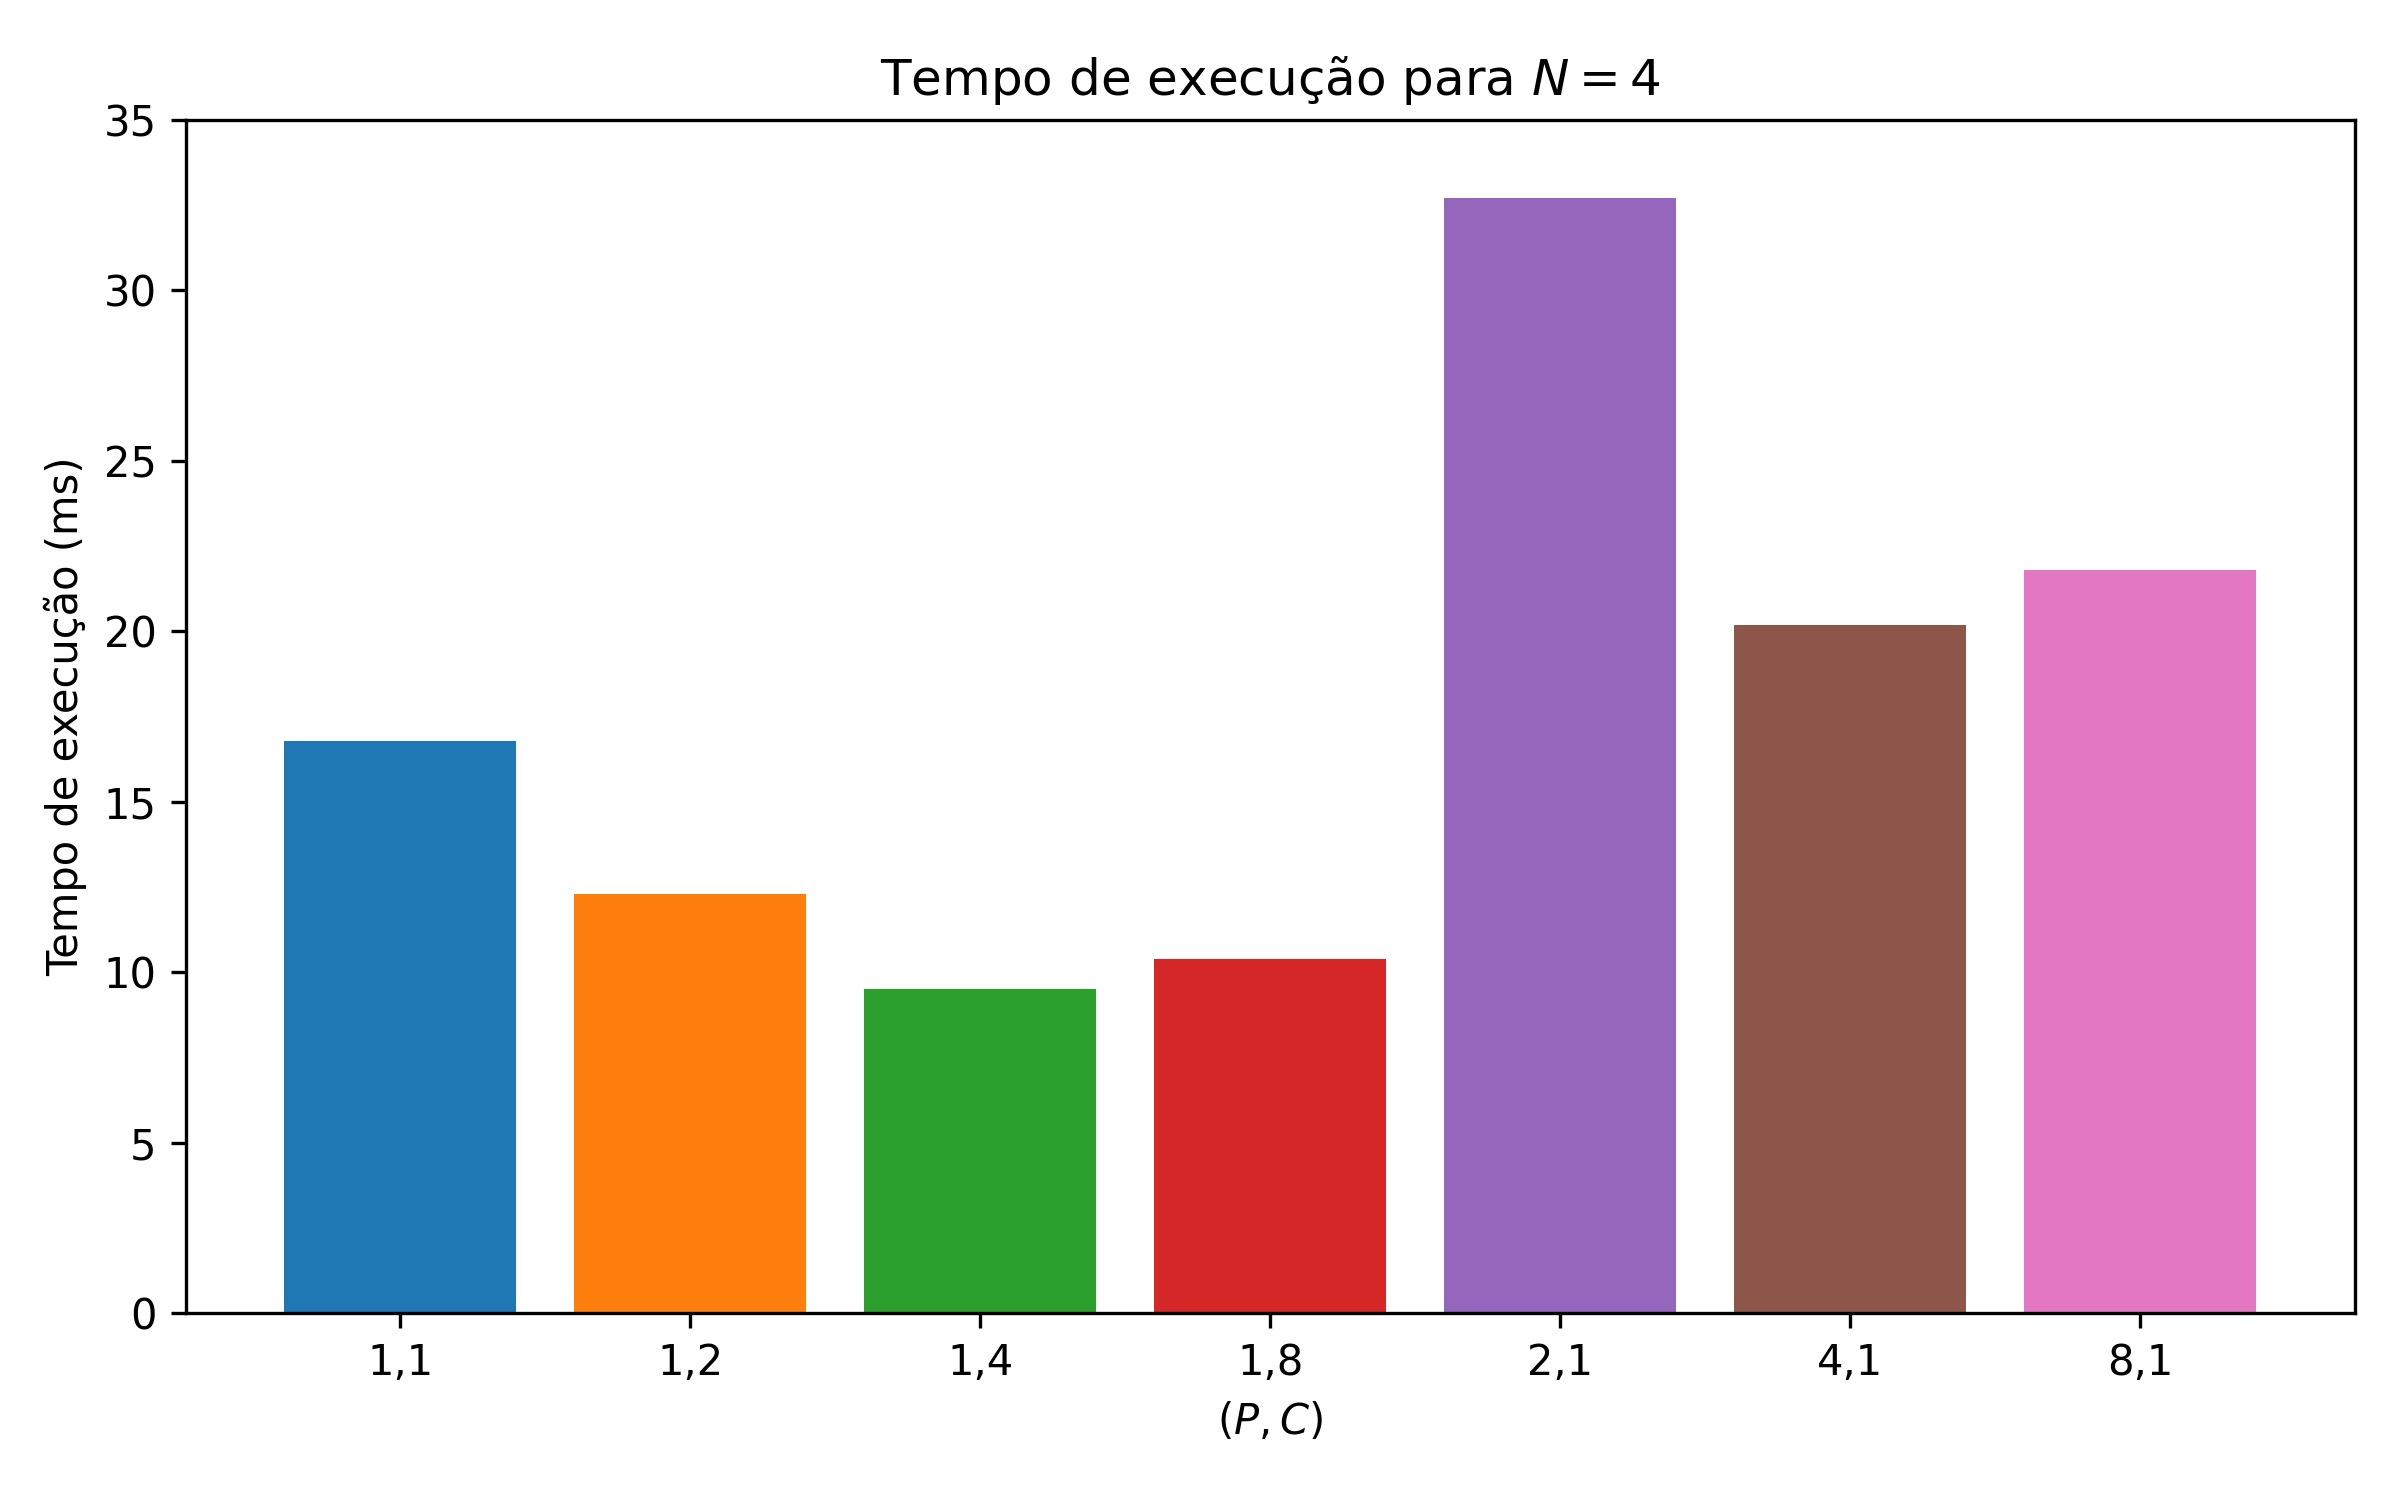 Tempo de execução para N = 4
Tempo de execução (ms)
35
30
25
20
15
10
5
0
1,1 1,2 1,4 1,8 2,1 4,1 8,1
(P, C)